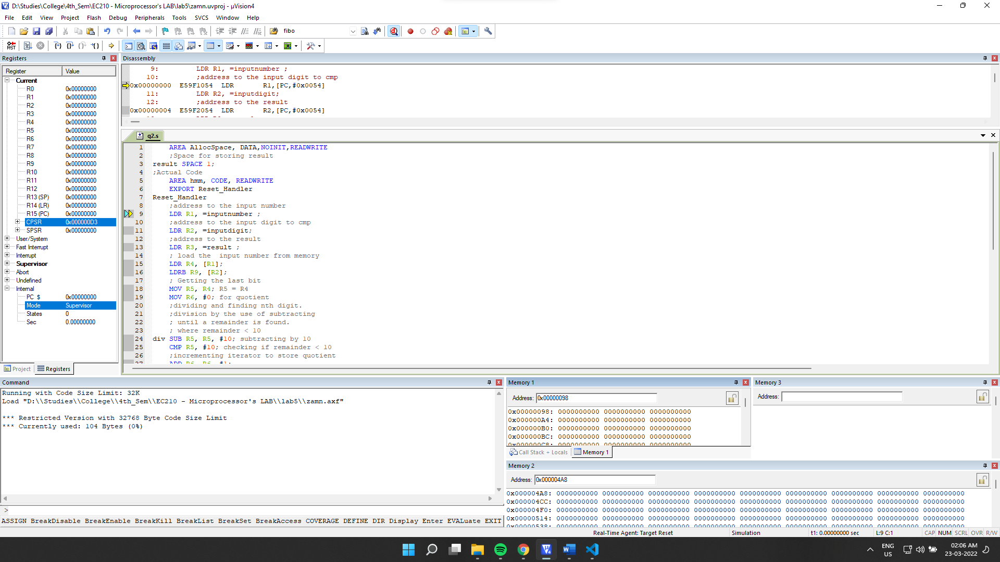 D:\Studies\College\4th_Sem\EC210 - Microprocessor's LAB\lab5\zamn.uvproj - µVision4
File Edit View Project Flash Debug Peripherals Tools SVCS Window Help
fibo
RST
Registers
Register Value
Current
R0 0x00000000
R1 0x00000000
R2 0x00000000
R3 0x00000000
R4 0x00000000
R5 0x00000000
R6 0x00000000
R7 0x00000000
R8 0x00000000
R9 0x00000000
R10 0x00000000
R11 0x00000000
R12 0x00000000
R13 (SP) 0x00000000
R14 (LR) 0x00000000
R15 (PC) 0x00000000
CPSR 0x000000D3
SPSR 0x00000000
User/System
Fast Interrupt
Interrupt
Supervisor
Abort
Undefined
Internal
PC $ 0x00000000
Mode Supervisor
States 0
Sec 0.00000000
Project Registers
Disassembly
9: LDR R1, =inputnumber ;
10: ;address to the input digit to cmp
0x00000000 E59F1054 LDR R1,[PC,#0x0054]
11: LDR R2, =inputdigit;
12: ;address to the result
0x00000004 E59F2054 LDR R2,[PC,#0x0054]
q2.s
1 AREA AllocSpace, DATA,NOINIT,READWRITE
2 ;Space for storing result
3 result SPACE 1;
4 ;Actual Code
5 AREA hmm, CODE, READWRITE
6 EXPORT Reset_Handler
7 Reset_Handler
8 ;address to the input number
9 LDR R1, =inputnumber ;
10 ;address to the input digit to cmp
11 LDR R2, =inputdigit;
12 ;address to the result
13 LDR R3, =result ;
14 ; load the  input number from memory
15 LDR R4, [R1];
16 LDRB R9, [R2];
17 ; Getting the last bit
18 MOV R5, R4; R5 = R4
19 MOV R6, #0; for quotient
20 ;dividing and finding nth digit.
21 ;division by the use of subtracting
22 ; until a remainder is found.
23 ; where remainder < 10
24 div SUB R5, R5, #10; subtracting by 10
25 CMP R5, #10; checking if remainder < 10
26 ;incrementing iterator to store quotient
27 ADD R6, R6, #1;
Command
Running with Code Size Limit: 32K
Load "D:\\Studies\\College\\4th_Sem\\EC210 - Microprocessor's LAB\\lab5\\zamn.axf"
*** Restricted Version with 32768 Byte Code Size Limit
*** Currently used: 104 Bytes (0%)
>
ASSIGN BreakDisable BreakEnable BreakKill BreakList BreakSet BreakAccess COVERAGE DEFINE DIR Display Enter EVALuate EXIT
Memory 1
Address: 0x00000098
0x00000098: 0000000000 0000000000 0000000000
0x000000A4: 0000000000 0000000000 0000000000
0x000000B0: 0000000000 0000000000 0000000000
0x000000BC: 0000000000 0000000000 0000000000
0x000000C8: 0000000000 0000000000 0000000000
Call Stack + Locals Memory 1
Memory 3
Address:
Memory 2
Address: 0x000004A8
0x000004A8: 0000000000 0000000000 0000000000 0000000000 0000000000 0000000000 0000000000 0000000000 0000000000
0x000004CC: 0000000000 0000000000 0000000000 0000000000 0000000000 0000000000 0000000000 0000000000 0000000000
0x000004F0: 0000000000 0000000000 0000000000 0000000000 0000000000 0000000000 0000000000 0000000000 0000000000
0x00000514: 0000000000 0000000000 0000000000 0000000000 0000000000 0000000000 0000000000 0000000000 0000000000
0x00000538: 0000000000 0000000000 0000000000 0000000000 0000000000 0000000000 0000000000 0000000000 0000000000
Real-Time Agent: Target Reset Simulation t1: 0.00000000 sec L:9 C:1 CAP NUM SCRL OVR R/W
ENG
US
02:06 AM
23-03-2022